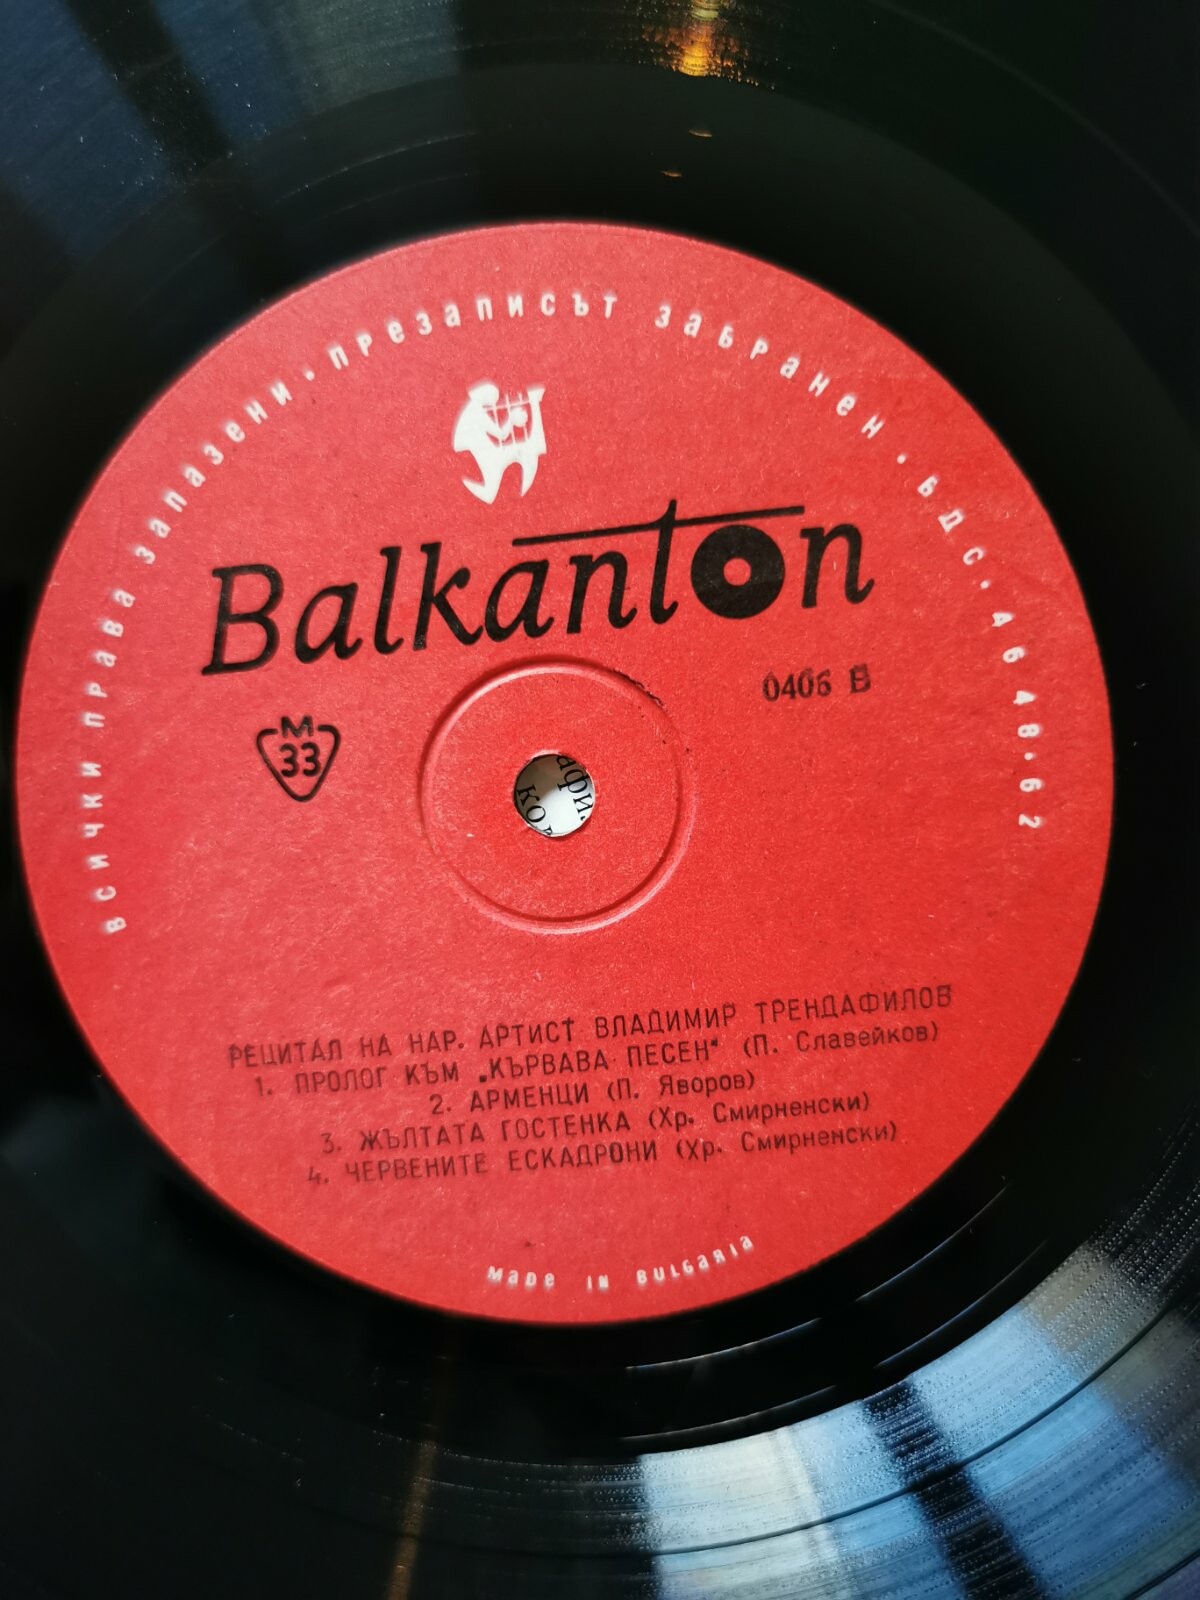 ВСИЧКИ ПРАВА ЗАПАЗЕНИ · ПРЕЗАПИСЪТ ЗАБРАНЕН · БДС · 4648 · 62
Balkanton
0406 В
М
33
афи
ко
РЕЦИТАЛ НА НАР. АРТИСТ ВЛАДИМИР ТРЕНДАФИЛОВ
1. ПРОЛОГ КЪМ „КЪРВАВА ПЕСЕН" (П. Славейков)
2. АРМЕНЦИ (П. Яворов)
3. ЖЪЛТАТА ГОСТЕНКА (Хр. Смирненски)
4. ЧЕРВЕНИТЕ ЕСКАДРОНИ (Хр. Смирненски)
MADE IN BULGARIA